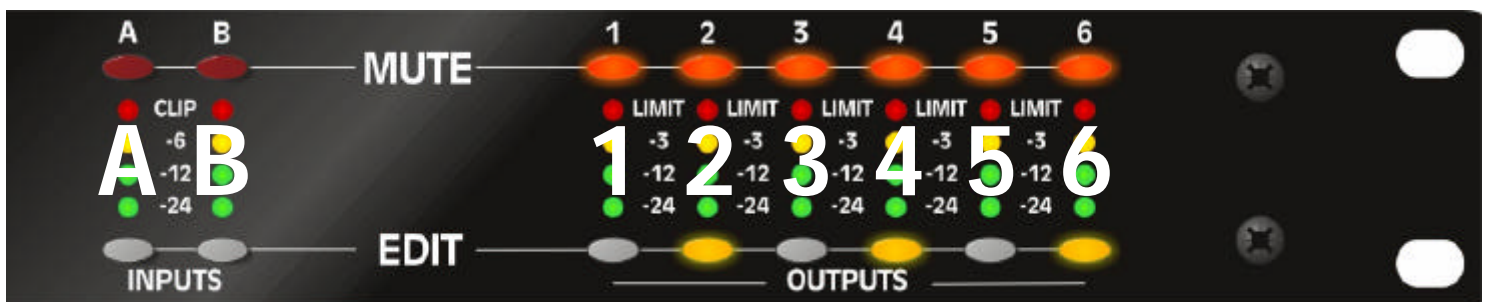 A B 1 2 3 4 5 6
MUTE
CLIP LIMIT LIMIT LIMIT LIMIT LIMIT
-6 -3 -3 -3 -3 -3
A B 1 2 3 4 5 6
-12 -12 -12 -12 -12 -12
-24 -24 -24 -24 -24 -24
EDIT
INPUTS OUTPUTS